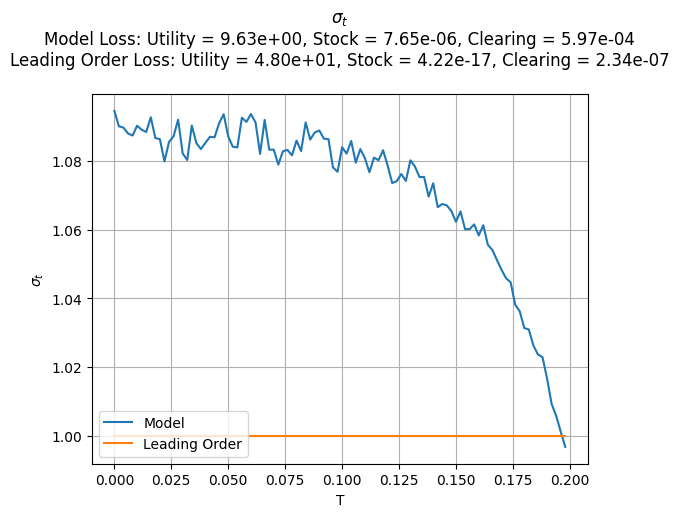 σt
Model Loss: Utility = 9.63e+00, Stock = 7.65e-06, Clearing = 5.97e-04
Leading Order Loss: Utility = 4.80e+01, Stock = 4.22e-17, Clearing = 2.34e-07
1.08
1.06
1.04
1.02
1.00
σt
Model
Leading Order
0.000 0.025 0.050 0.075 0.100 0.125 0.150 0.175 0.200
T